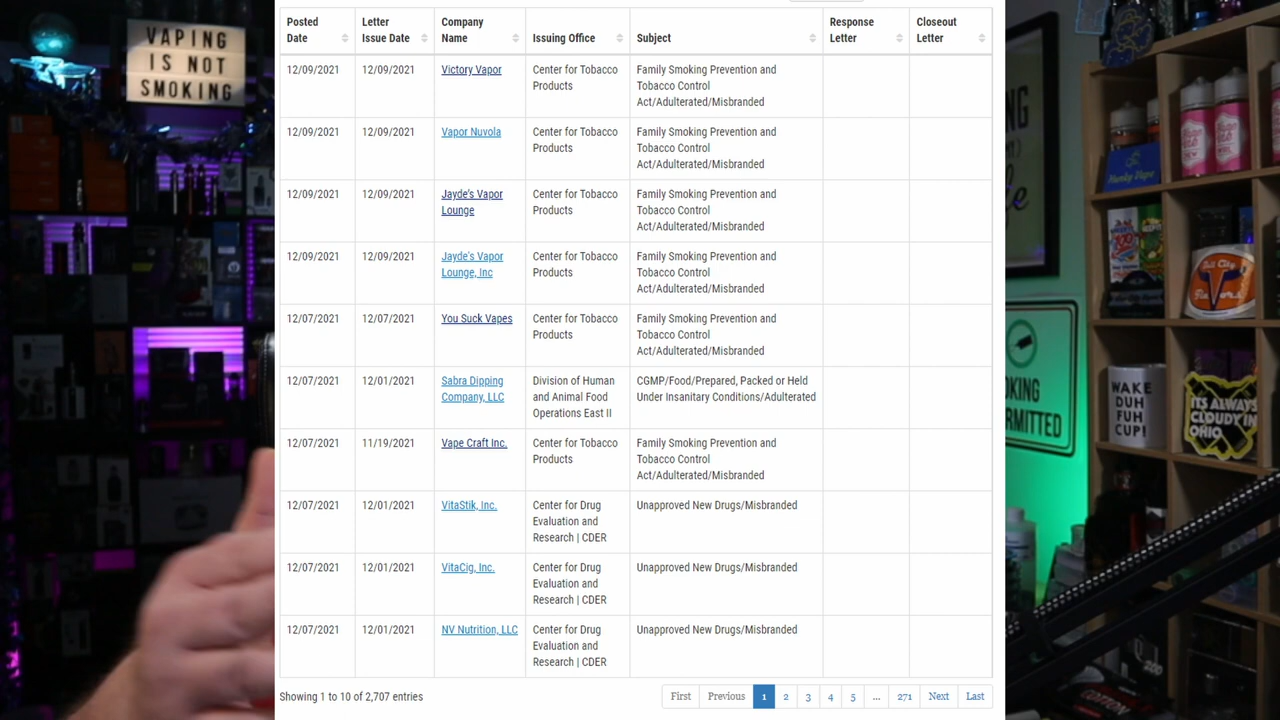 VAPING
IS NOT
SMOKING
Posted
Date
Letter
Issue Date
Company
Name
Issuing Office
Subject
Response
Letter
Closeout
Letter
12/09/2021
12/09/2021
Victory Vapor
Center for Tobacco
Products
Family Smoking Prevention and
Tobacco Control
Act/Adulterated/Misbranded
12/09/2021
12/09/2021
Vapor Nuvola
Center for Tobacco
Products
Family Smoking Prevention and
Tobacco Control
Act/Adulterated/Misbranded
12/09/2021
12/09/2021
Jayde's Vapor
Lounge
Center for Tobacco
Products
Family Smoking Prevention and
Tobacco Control
Act/Adulterated/Misbranded
12/09/2021
12/09/2021
Jayde's Vapor
Lounge, Inc
Center for Tobacco
Products
Family Smoking Prevention and
Tobacco Control
Act/Adulterated/Misbranded
12/07/2021
12/07/2021
You Suck Vapes
Center for Tobacco
Products
Family Smoking Prevention and
Tobacco Control
Act/Adulterated/Misbranded
12/07/2021
12/01/2021
Sabra Dipping
Company, LLC
Division of Human
and Animal Food
Operations East II
CGMP/Food/Prepared, Packed or Held
Under Insanitary Conditions/Adulterated
12/07/2021
11/19/2021
Vape Craft Inc.
Center for Tobacco
Products
Family Smoking Prevention and
Tobacco Control
Act/Adulterated/Misbranded
12/07/2021
12/01/2021
VitaStik, Inc.
Center for Drug
Evaluation and
Research | CDER
Unapproved New Drugs/Misbranded
12/07/2021
12/01/2021
VitaCig, Inc.
Center for Drug
Evaluation and
Research | CDER
Unapproved New Drugs/Misbranded
12/07/2021
12/01/2021
NV Nutrition, LLC
Center for Drug
Evaluation and
Research | CDER
Unapproved New Drugs/Misbranded
Showing 1 to 10 of 2,707 entries
First Previous 1 2 3 4 5 ... 271 Next Last
WAKE
DUH
FUH
CUP!
ITS ALWAYS
CLOUDY IN
OHIO
OKING
RMITTED
COTTON